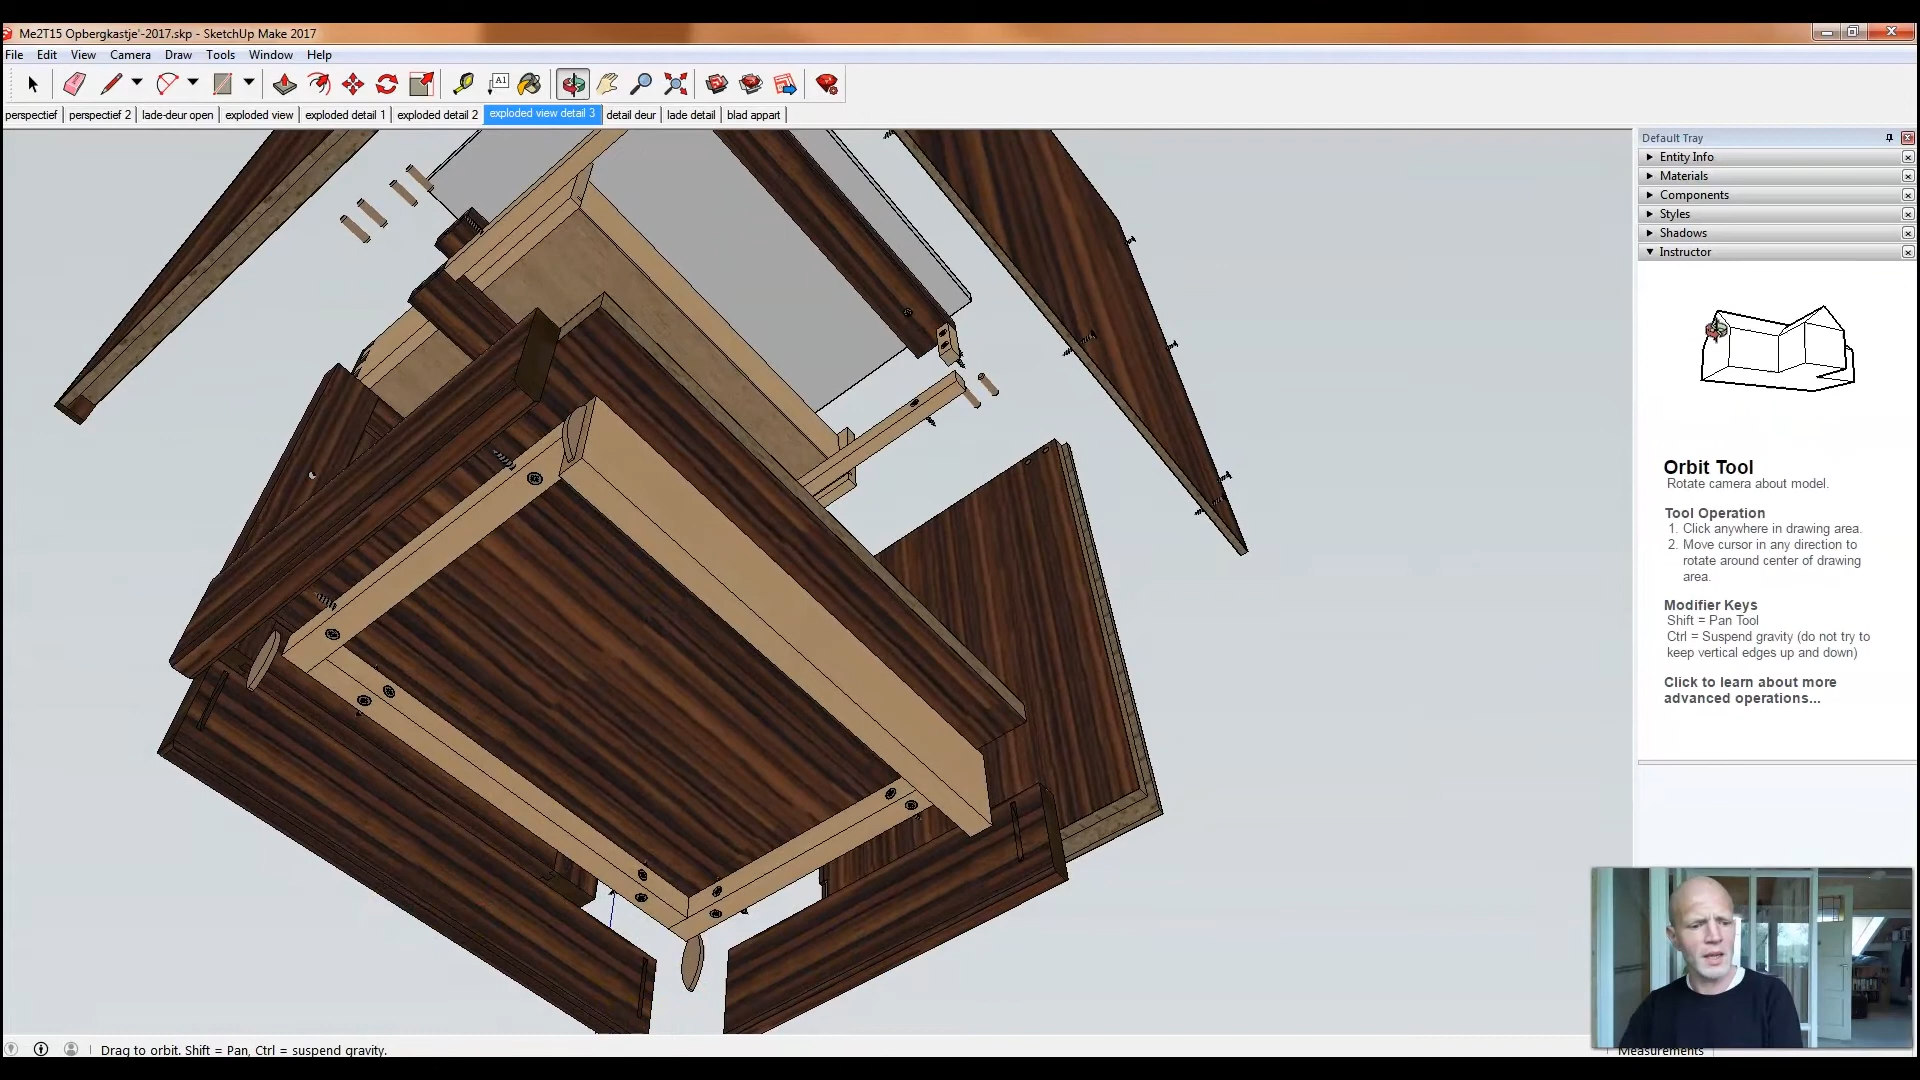 Me2T15 Opbergkastje'-2017.skp - SketchUp Make 2017
File Edit View Camera Draw Tools Window Help
A1
perspectief perspectief 2 lade-deur open exploded view exploded detail 1 exploded detail 2 exploded view detail 3 detail deur lade detail blad appart
Default Tray
Entity Info
Materials
Components
Styles
Shadows
Instructor
Orbit Tool
Rotate camera about model.
Tool Operation
1. Click anywhere in drawing area.
2. Move cursor in any direction to
rotate around center of drawing
area.
Modifier Keys
Shift = Pan Tool
Ctrl = Suspend gravity (do not try to
keep vertical edges up and down)
Click to learn about more
advanced operations...
Drag to orbit. Shift = Pan, Ctrl = suspend gravity.
Measurements